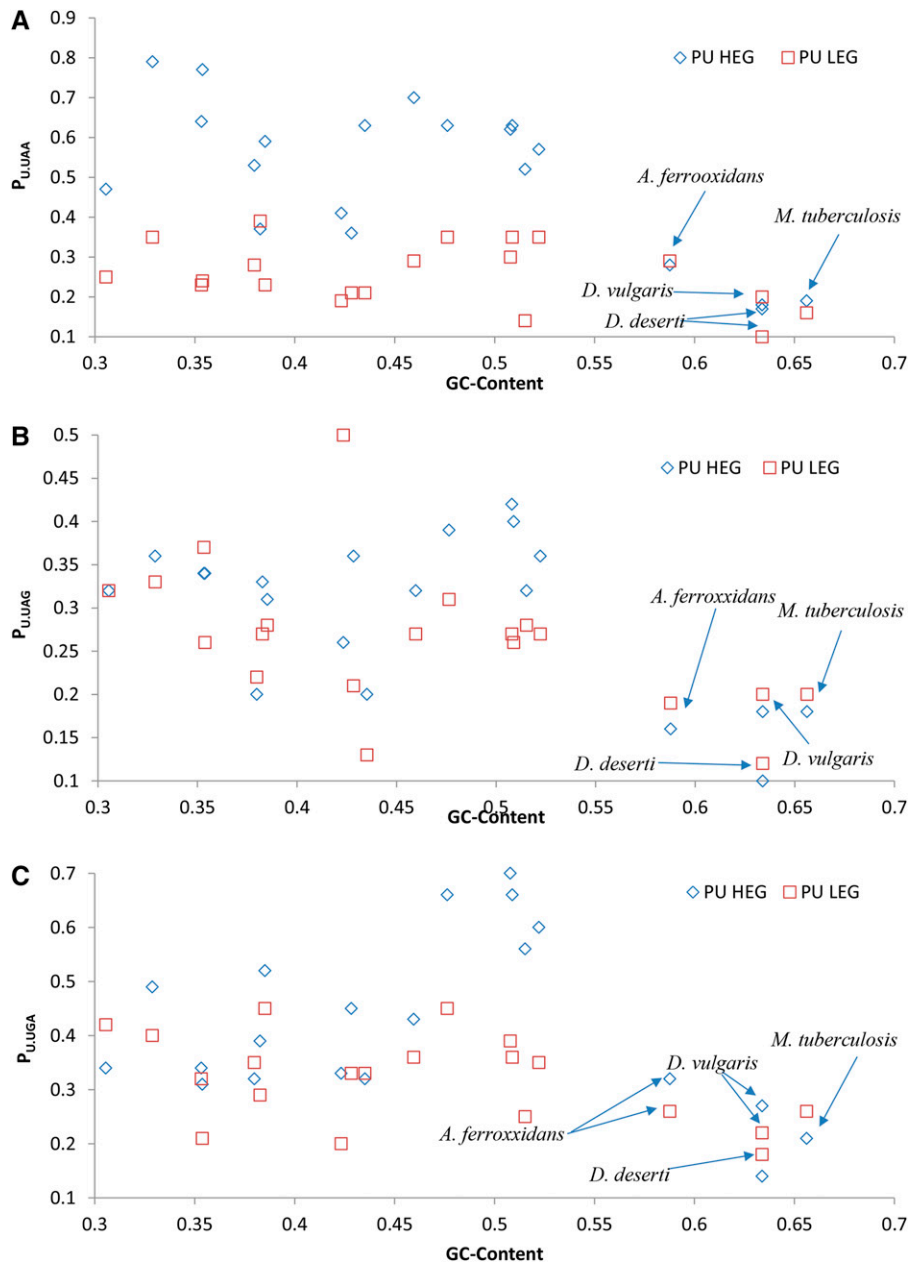 A
0.9
0.8
0.7
0.6
0.5
0.4
0.3
0.2
0.1
P U.UAA
PU HEG PU LEG
A. ferrooxidans
M. tuberculosis
D. vulgaris
D. deserti
0.3 0.35 0.4 0.45 0.5 0.55 0.6 0.65 0.7
GC-Content
B
0.5
0.45
0.4
0.35
0.3
0.25
0.2
0.15
0.1
P U.UAG
PU HEG PU LEG
A. ferroxxidans
M. tuberculosis
D. deserti
D. vulgaris
0.3 0.35 0.4 0.45 0.5 0.55 0.6 0.65 0.7
GC-Content
C
0.7
0.6
0.5
0.4
0.3
0.2
0.1
P U.UGA
PU HEG PU LEG
M. tuberculosis
D. vulgaris
A. ferroxxidans
D. deserti
0.3 0.35 0.4 0.45 0.5 0.55 0.6 0.65 0.7
GC-Content